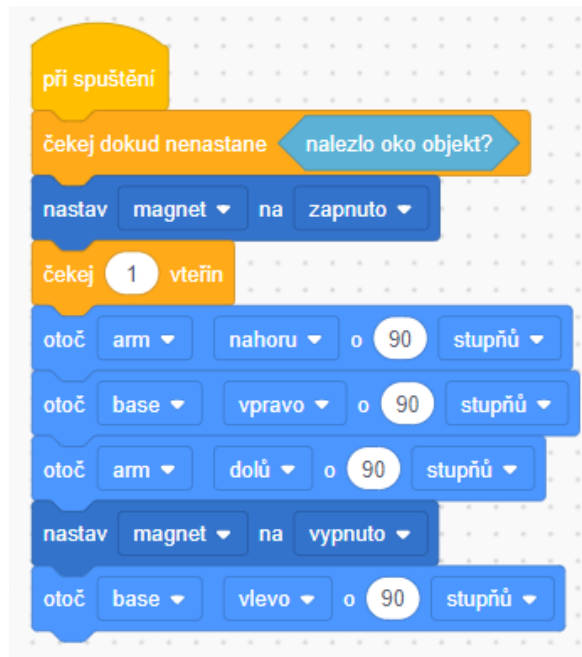 při spuštění
čekej dokud nenastane nalezlo oko objekt?
nastav magnet na zapnuto
čekej 1 vteřin
otoč arm nahoru o 90 stupňů
otoč base vpravo o 90 stupňů
otoč arm dolů o 90 stupňů
nastav magnet na vypnuto
otoč base vlevo o 90 stupňů